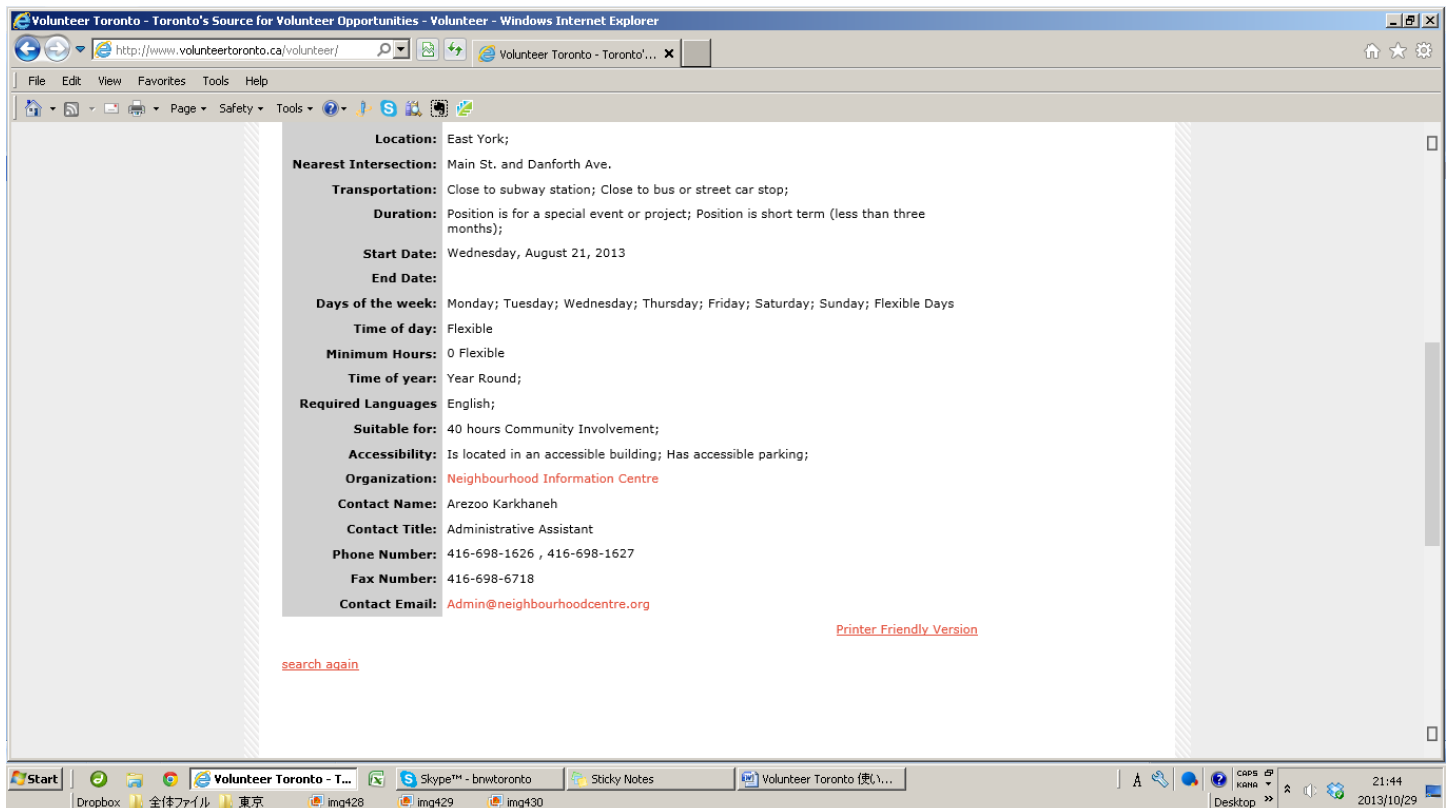 Volunteer Toronto - Toronto's Source for Volunteer Opportunities - Volunteer - Windows Internet Explorer
http://www.volunteertoronto.ca/volunteer/
Volunteer Toronto - Toronto'...
File Edit View Favorites Tools Help
Page Safety Tools
Location: East York;
Nearest Intersection: Main St. and Danforth Ave.
Transportation: Close to subway station; Close to bus or street car stop;
Duration: Position is for a special event or project; Position is short term (less than three
months);
Start Date: Wednesday, August 21, 2013
End Date:
Days of the week: Monday; Tuesday; Wednesday; Thursday; Friday; Saturday; Sunday; Flexible Days
Time of day: Flexible
Minimum Hours: 0 Flexible
Time of year: Year Round;
Required Languages English;
Suitable for: 40 hours Community Involvement;
Accessibility: Is located in an accessible building; Has accessible parking;
Organization: Neighbourhood Information Centre
Contact Name: Arezoo Karkhaneh
Contact Title: Administrative Assistant
Phone Number: 416-698-1626 , 416-698-1627
Fax Number: 416-698-6718
Contact Email: Admin@neighbourhoodcentre.org
Printer Friendly Version
search again
Start Volunteer Toronto - T... Skype™ - bnwtoronto Sticky Notes Volunteer Toronto (使い... A CAPS KANA 21:44
Dropbox 全体ファイル 東京 img428 img429 img430 Desktop 2013/10/29